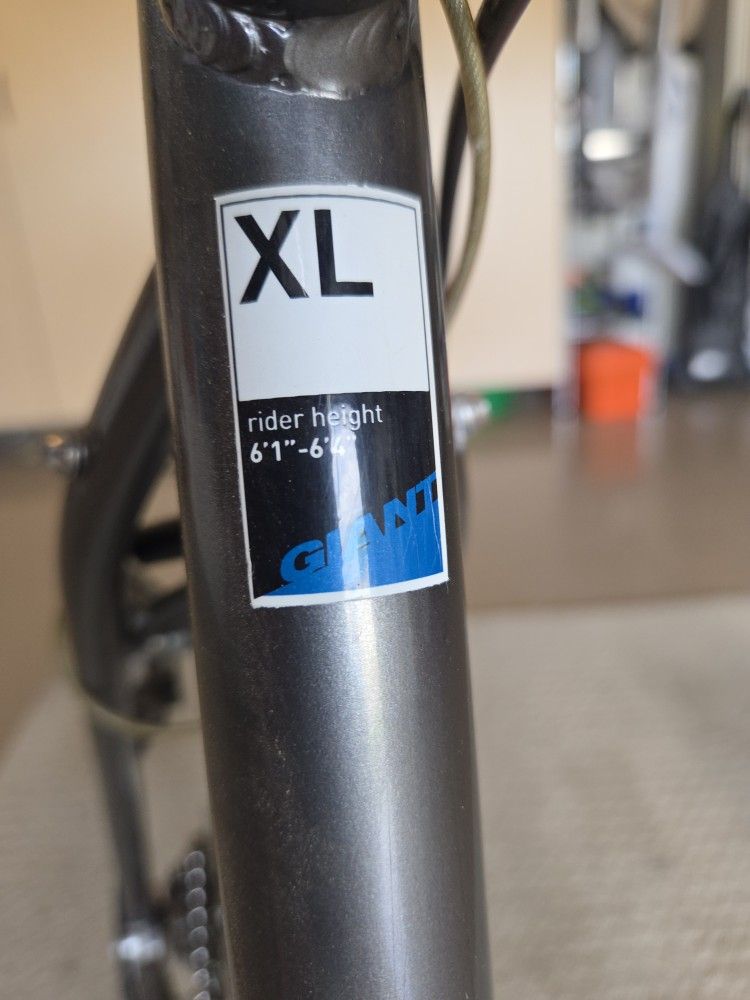 XL
rider height
6'1"-6'4"
GIANT